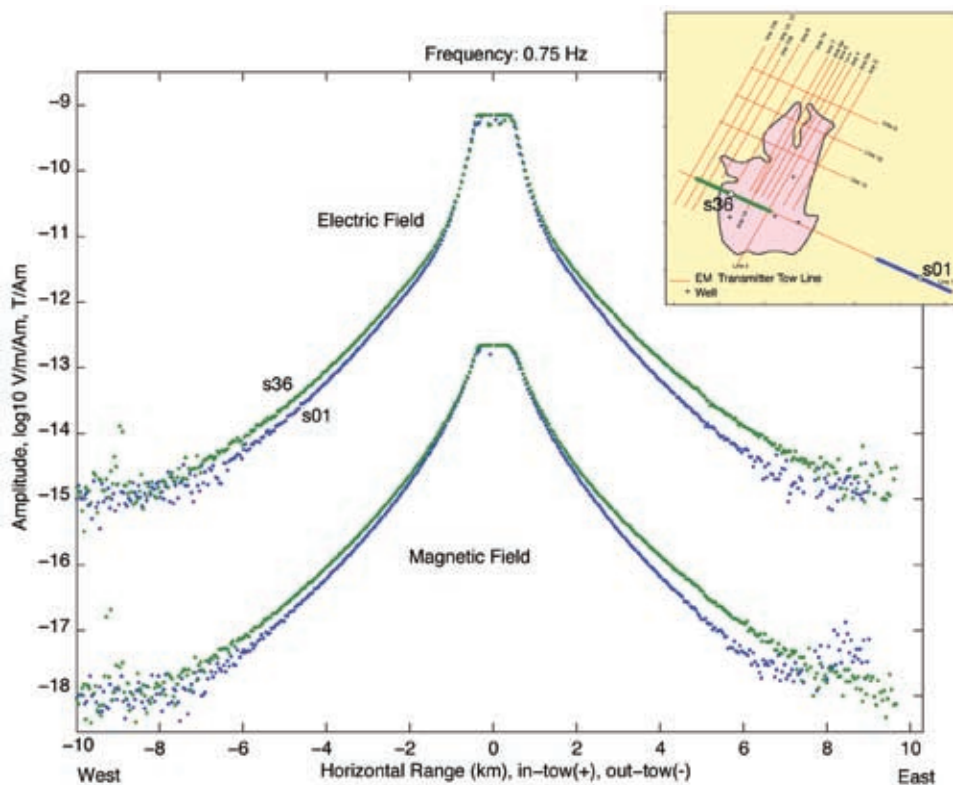 Frequency: 0.75 Hz
-9
-10
-11
-12
-13
-14
-15
-16
-17
-18
Amplitude, log10 V/m/Am, T/Am
Electric Field
s36
s01
Magnetic Field
-10
-8
-6
-4
-2
0
2
4
6
8
10
West
Horizontal Range (km), in-tow(+), out-tow(-)
East
s36
s01
EM Transmitter Tow Line
Well